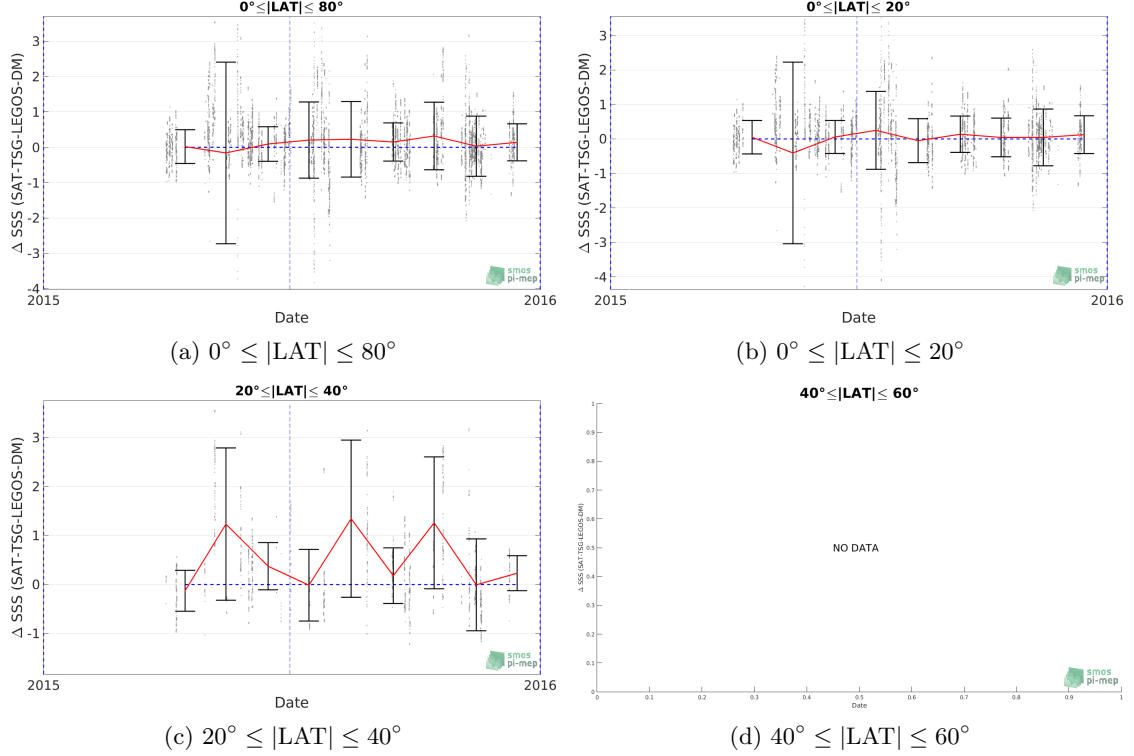 0°≤|LAT|≤ 80°
Δ SSS (SAT-TSG-LEGOS-DM)
3
2
1
0
-1
-2
-3
-4
2015
2016
Date
smos
pi-mep
(a) 0° ≤ |LAT| ≤ 80°
0°≤|LAT|≤ 20°
Δ SSS (SAT-TSG-LEGOS-DM)
3
2
1
0
-1
-2
-3
-4
2015
2016
Date
smos
pi-mep
(b) 0° ≤ |LAT| ≤ 20°
20°≤|LAT|≤ 40°
Δ SSS (SAT-TSG-LEGOS-DM)
3
2
1
0
-1
2015
2016
Date
smos
pi-mep
(c) 20° ≤ |LAT| ≤ 40°
40°≤|LAT|≤ 60°
Δ SSS (SAT-TSG-LEGOS-DM)
1
0.9
0.8
0.7
0.6
0.5
0.4
0.3
0.2
0.1
0
NO DATA
0 0.1 0.2 0.3 0.4 0.5 0.6 0.7 0.8 0.9 1
Date
smos
pi-mep
(d) 40° ≤ |LAT| ≤ 60°